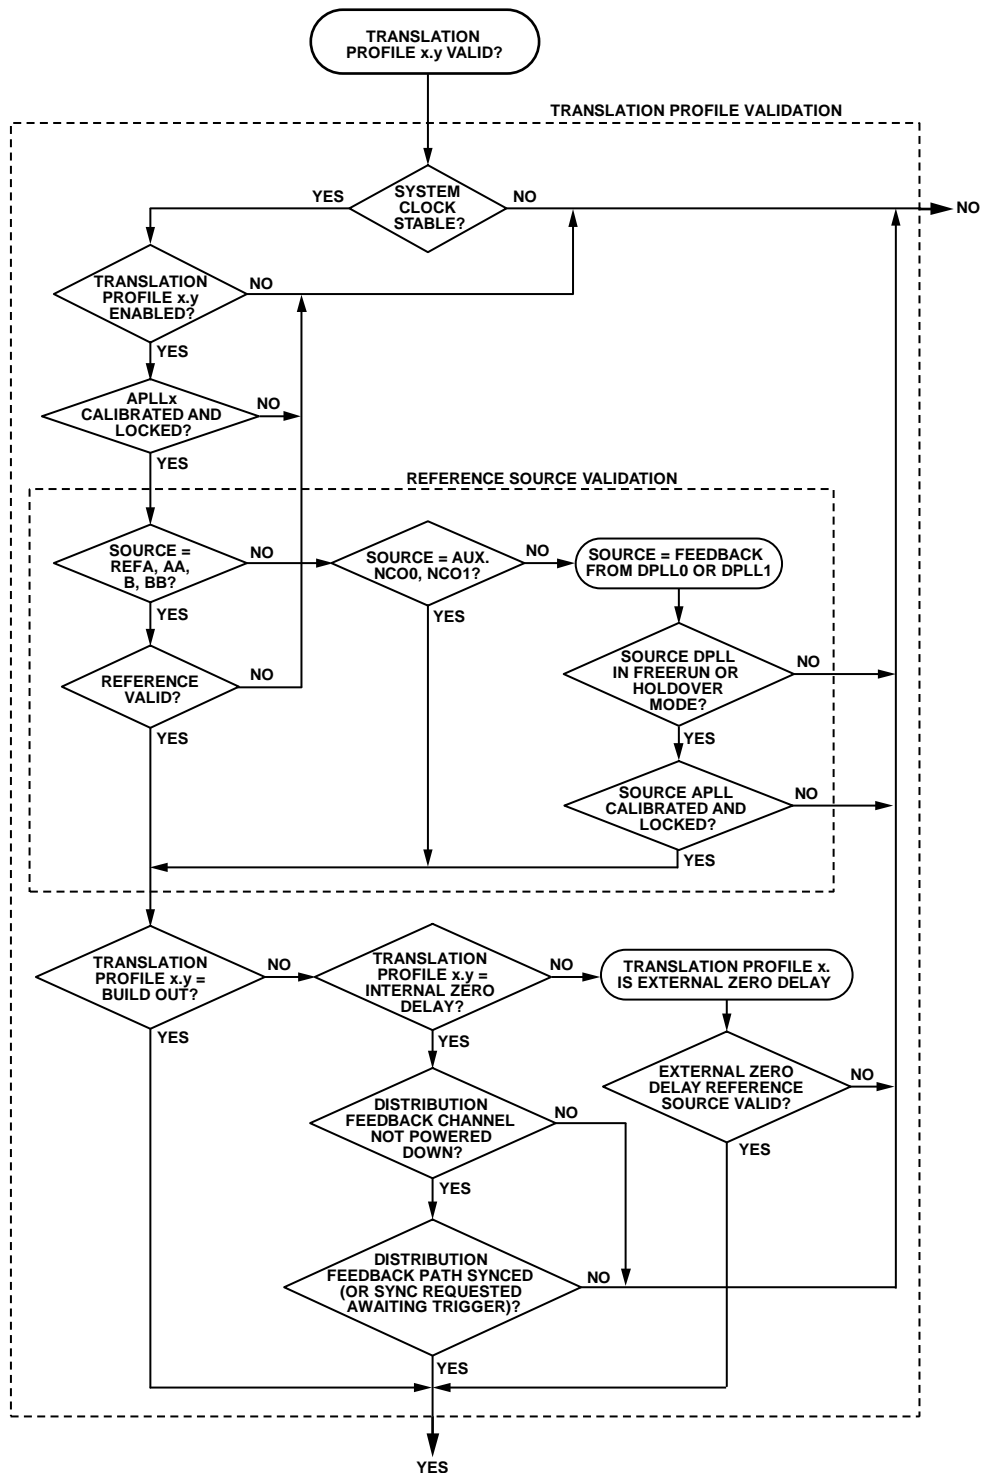 TRANSLATION
PROFILE x.y VALID?
TRANSLATION PROFILE VALIDATION
YES
SYSTEM
CLOCK
STABLE?
NO
NO
TRANSLATION
PROFILE x.y
ENABLED?
NO
YES
APLLx
CALIBRATED AND
LOCKED?
NO
YES
REFERENCE SOURCE VALIDATION
SOURCE =
REFA, AA,
B, BB?
NO
SOURCE = AUX.
NCO0, NCO1?
NO
SOURCE = FEEDBACK
FROM DPLL0 OR DPLL1
YES
YES
REFERENCE
VALID?
NO
SOURCE DPLL
IN FREERUN OR
HOLDOVER
MODE?
NO
YES
YES
SOURCE APLL
CALIBRATED AND
LOCKED?
NO
YES
TRANSLATION
PROFILE x.y =
BUILD OUT?
NO
TRANSLATION
PROFILE x.y =
INTERNAL ZERO
DELAY?
NO
TRANSLATION PROFILE x.
IS EXTERNAL ZERO DELAY
YES
YES
EXTERNAL ZERO
DELAY REFERENCE
SOURCE VALID?
NO
DISTRIBUTION
FEEDBACK CHANNEL
NOT POWERED
DOWN?
NO
YES
YES
DISTRIBUTION
FEEDBACK PATH SYNCED
(OR SYNC REQUESTED
AWAITING TRIGGER)?
NO
YES
YES